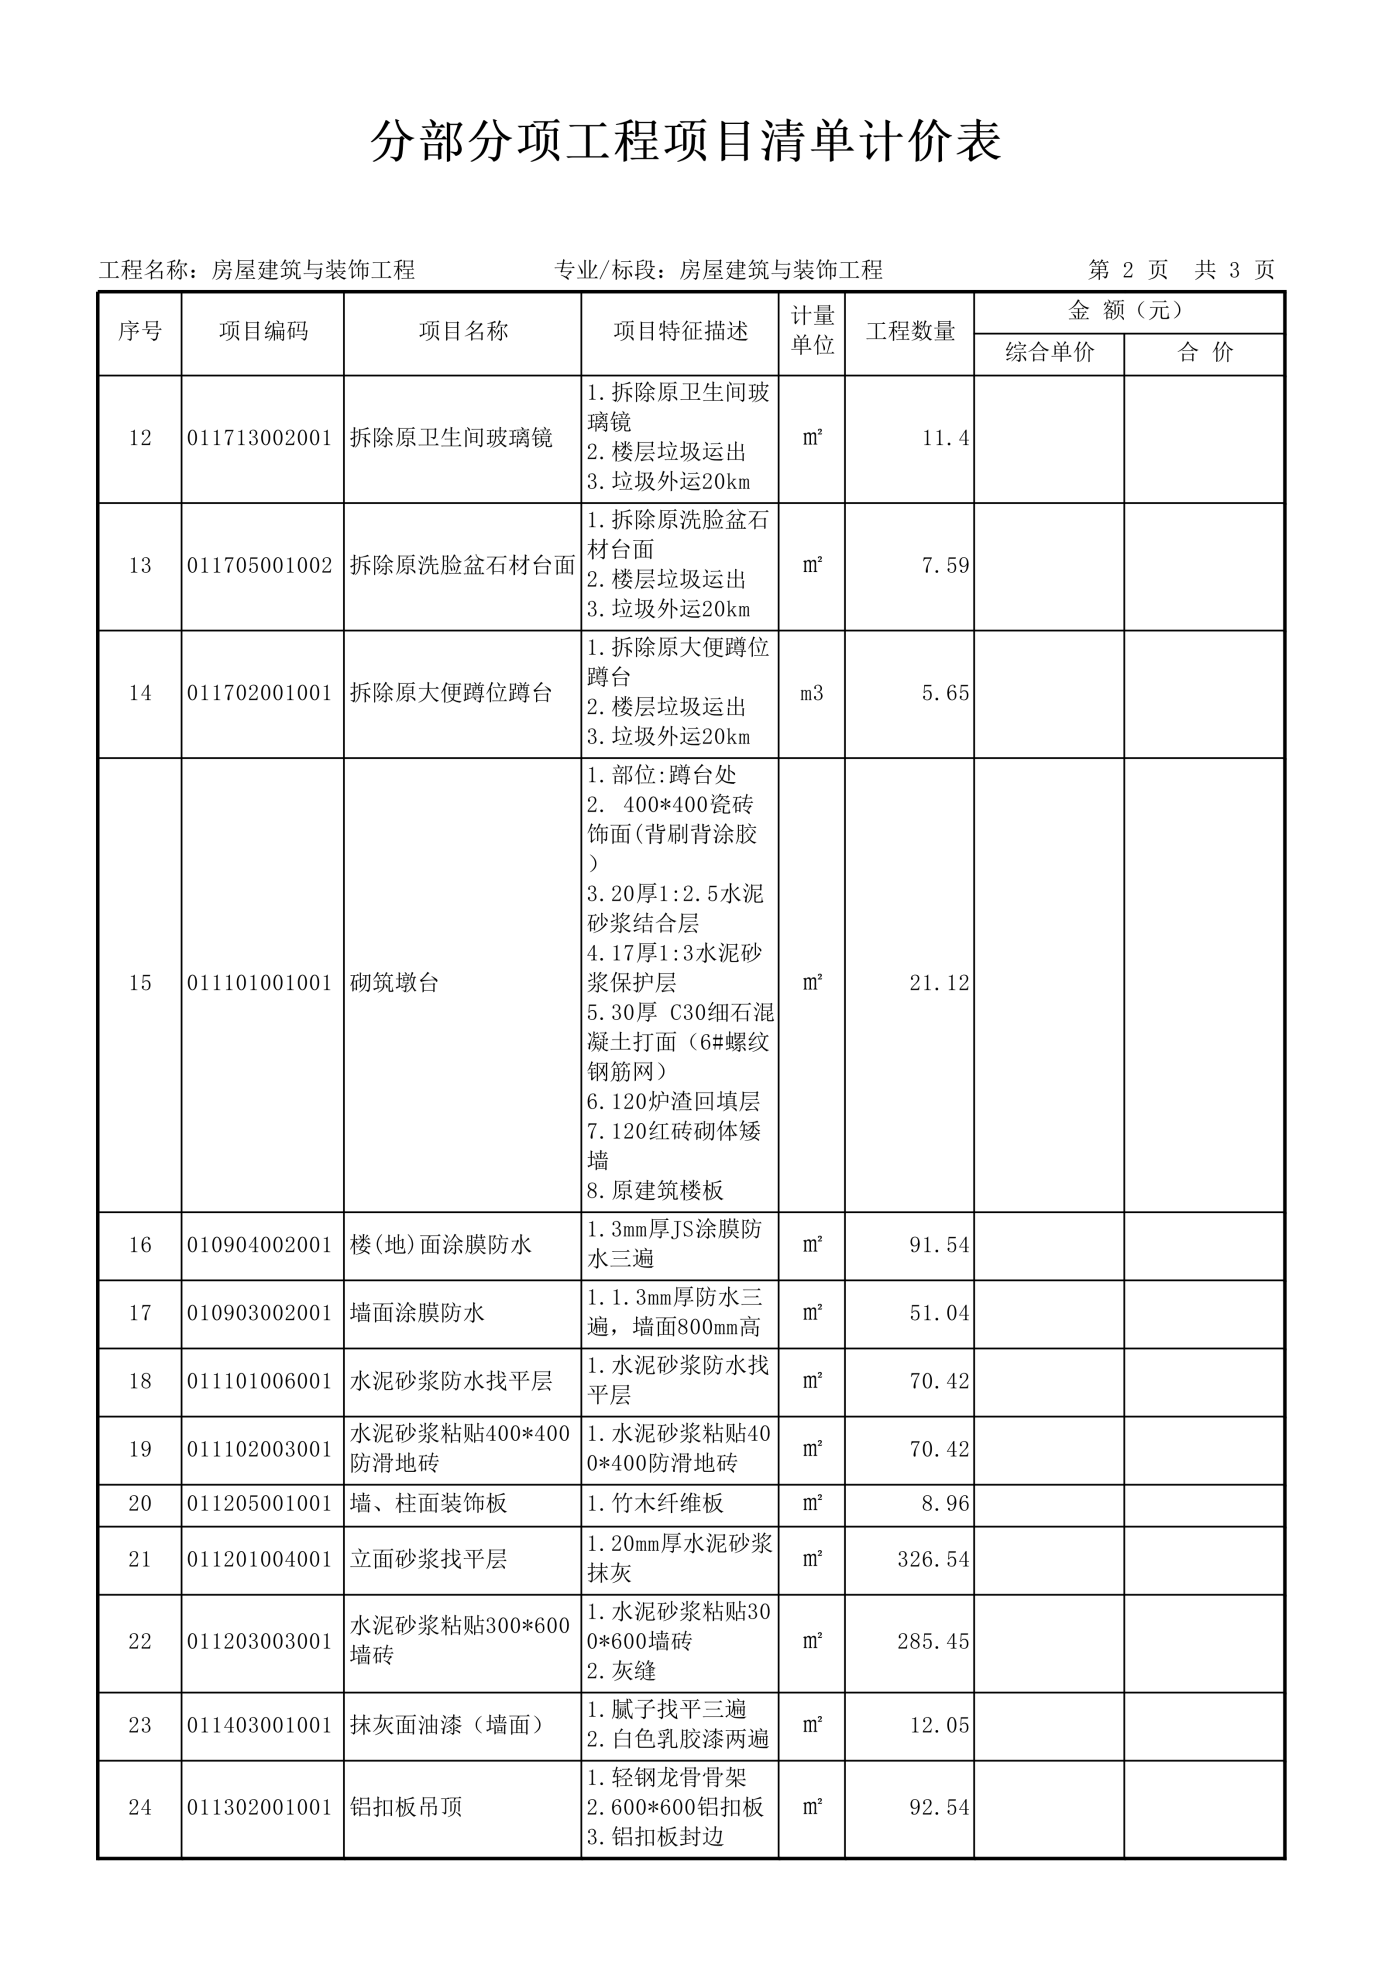 分部分项工程项目清单计价表
工程名称：房屋建筑与装饰工程 专业/标段：房屋建筑与装饰工程 第 2 页 共 3 页
序号 项目编码 项目名称 项目特征描述 计量单位 工程数量 金 额（元）
综合单价 合 价
12 011713002001 拆除原卫生间玻璃镜 1.拆除原卫生间玻
璃镜
2.楼层垃圾运出
3.垃圾外运20km
m² 11.4
13 011705001002 拆除原洗脸盆石材台面 1.拆除原洗脸盆石
材台面
2.楼层垃圾运出
3.垃圾外运20km
m² 7.59
14 011702001001 拆除原大便蹲位蹲台 1.拆除原大便蹲位
蹲台
2.楼层垃圾运出
3.垃圾外运20km
m3 5.65
15 011101001001 砌筑墩台 1.部位:蹲台处
2. 400*400瓷砖
饰面(背刷背涂胶
)
3.20厚1:2.5水泥
砂浆结合层
4.17厚1:3水泥砂
浆保护层
5.30厚 C30细石混
凝土打面（6#螺纹
钢筋网）
6.120炉渣回填层
7.120红砖砌体矮
墙
8.原建筑楼板
m² 21.12
16 010904002001 楼(地)面涂膜防水 1.3mm厚JS涂膜防
水三遍
m² 91.54
17 010903002001 墙面涂膜防水 1.1.3mm厚防水三
遍，墙面800mm高
m² 51.04
18 011101006001 水泥砂浆防水找平层 1.水泥砂浆防水找
平层
m² 70.42
19 011102003001 水泥砂浆粘贴400*400
防滑地砖
1.水泥砂浆粘贴40
0*400防滑地砖
m² 70.42
20 011205001001 墙、柱面装饰板 1.竹木纤维板 m² 8.96
21 011201004001 立面砂浆找平层 1.20mm厚水泥砂浆
抹灰
m² 326.54
22 011203003001 水泥砂浆粘贴300*600
墙砖
1.水泥砂浆粘贴30
0*600墙砖
2.灰缝
m² 285.45
23 011403001001 抹灰面油漆（墙面） 1.腻子找平三遍
2.白色乳胶漆两遍
m² 12.05
24 011302001001 铝扣板吊顶 1.轻钢龙骨骨架
2.600*600铝扣板
3.铝扣板封边
m² 92.54